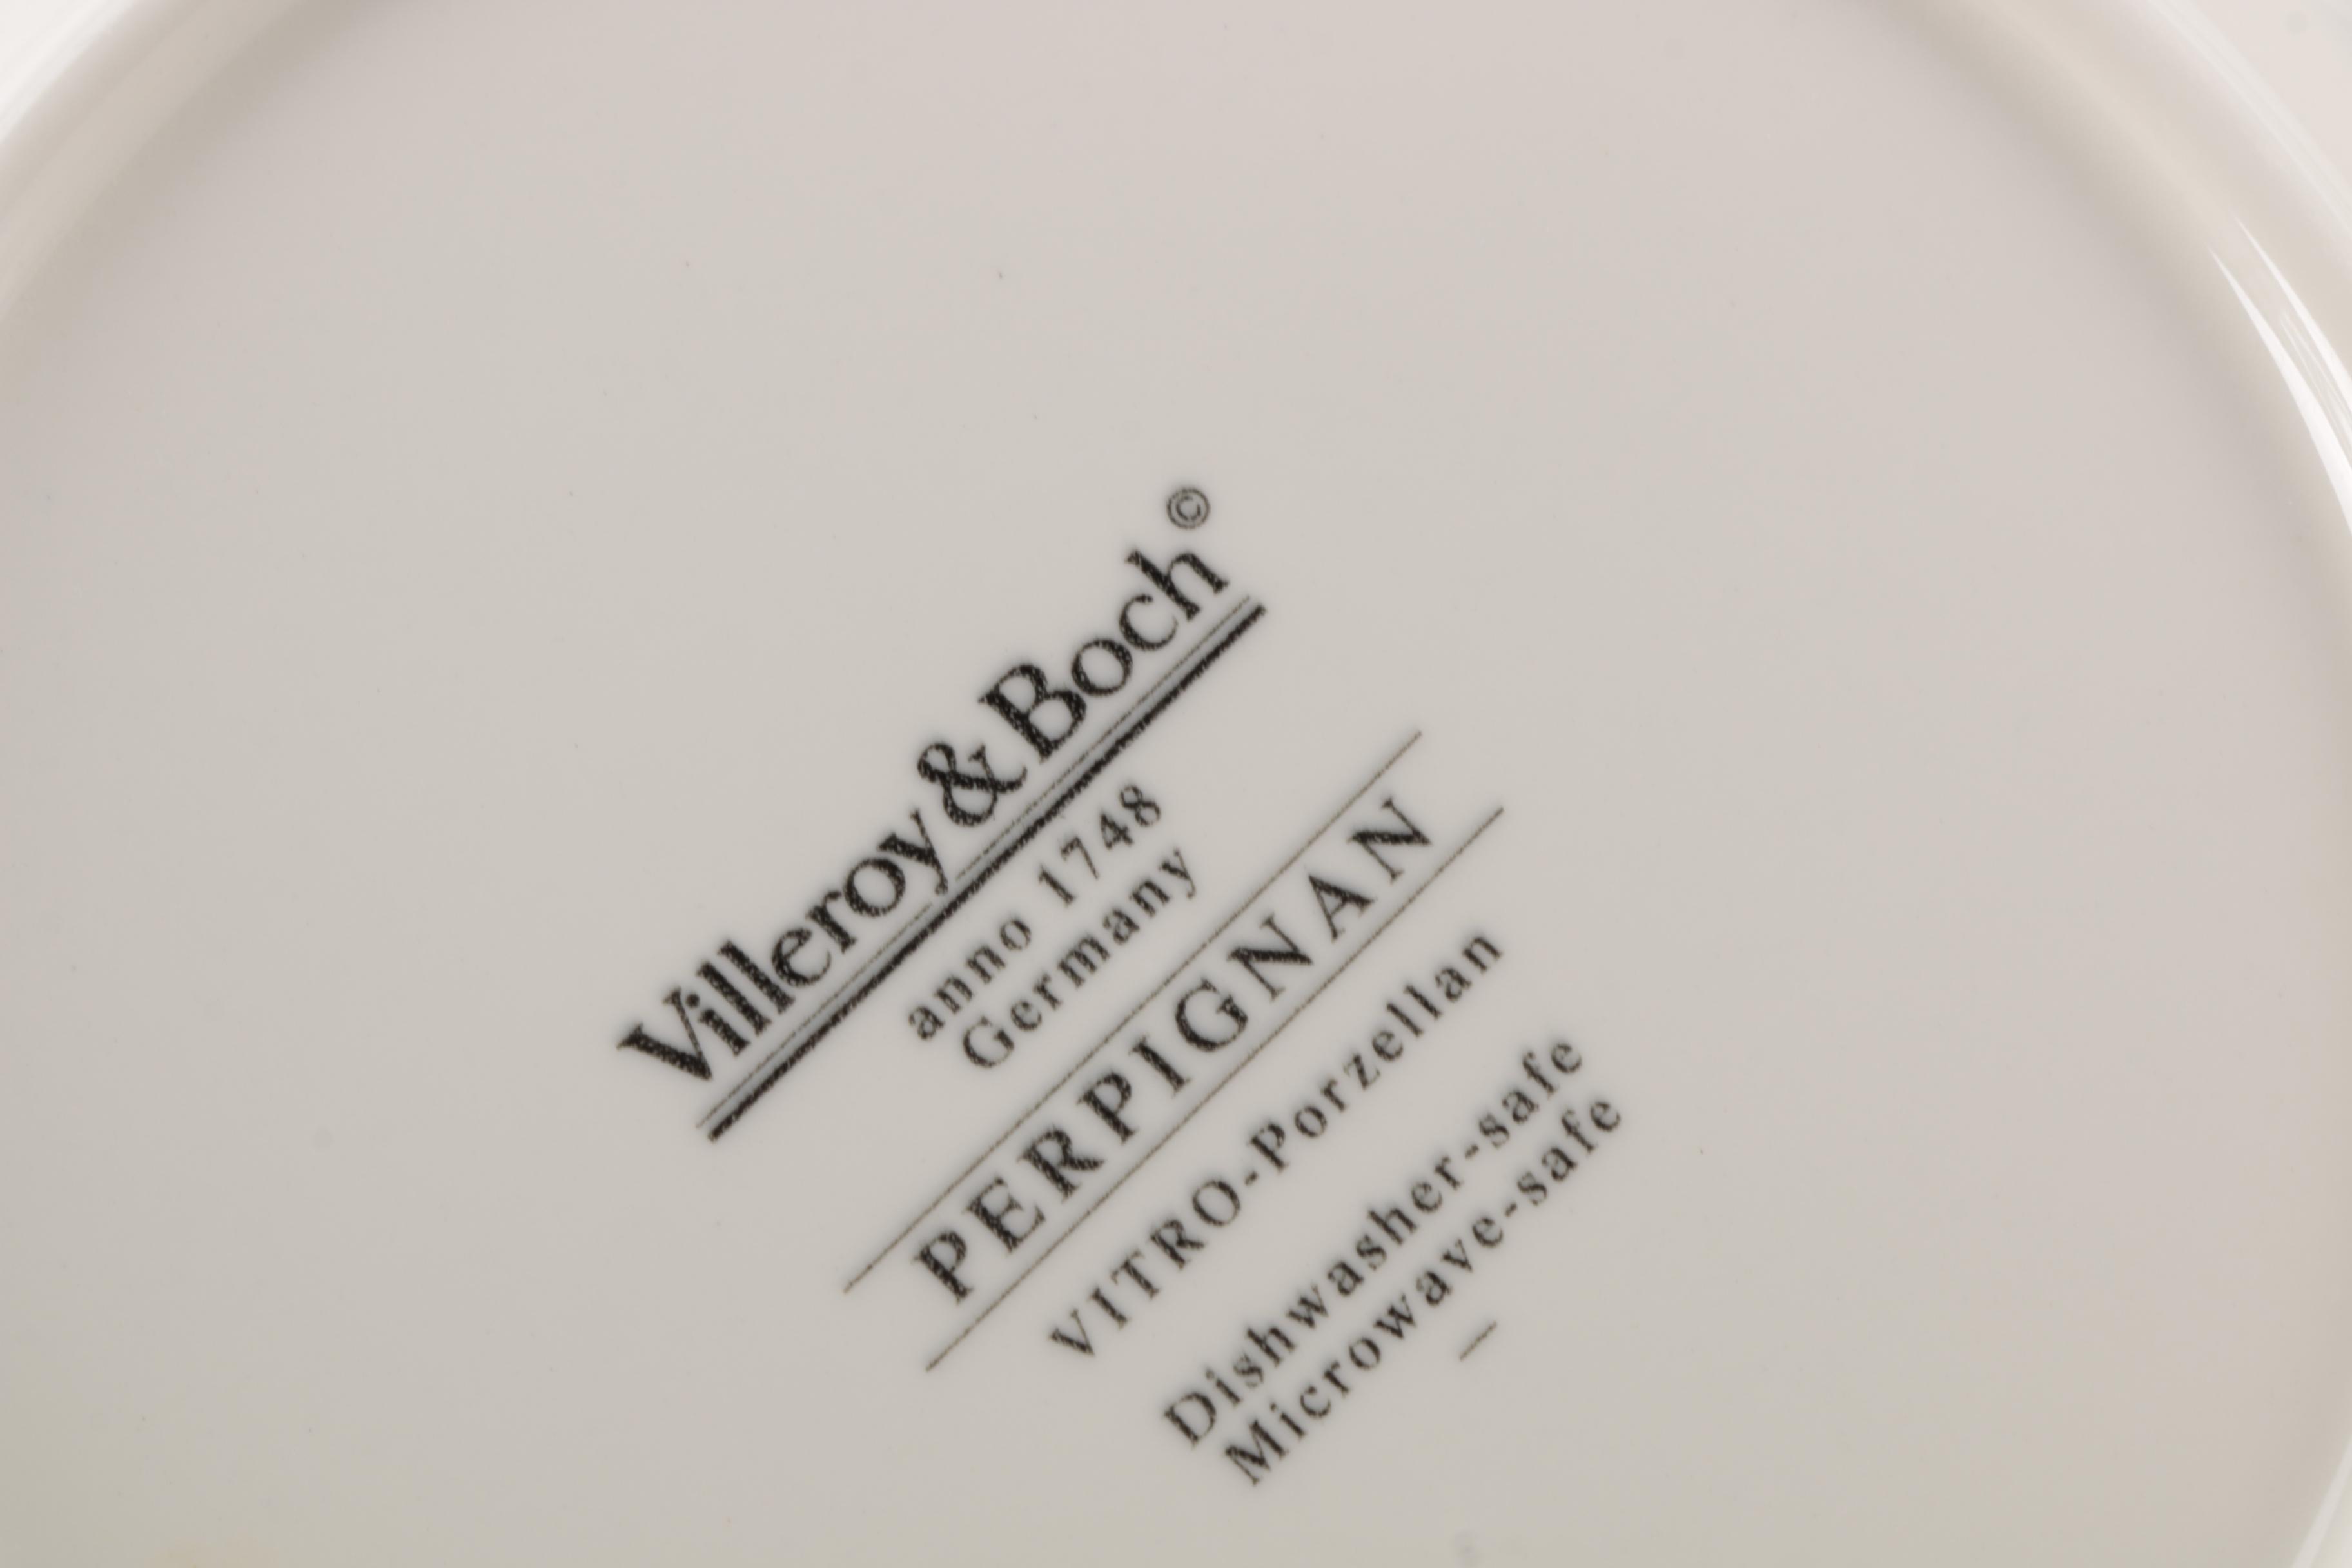 Villeroy & Boch ©
anno 1748
Germany
PERPIGNAN
VITRO-Porzellan
Dishwasher-safe
Microwave-safe